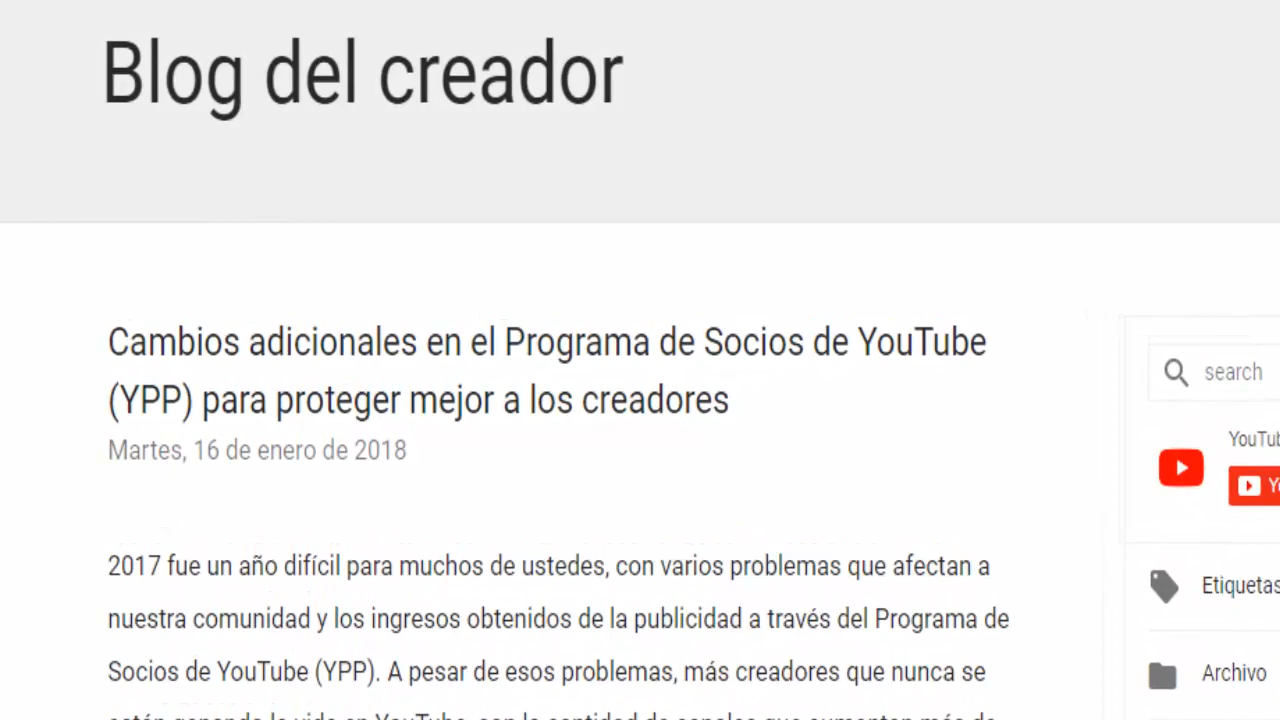 Blog del creador
Cambios adicionales en el Programa de Socios de YouTube
(YPP) para proteger mejor a los creadores
Martes, 16 de enero de 2018
2017 fue un año difícil para muchos de ustedes, con varios problemas que afectan a
nuestra comunidad y los ingresos obtenidos de la publicidad a través del Programa de
Socios de YouTube (YPP). A pesar de esos problemas, más creadores que nunca se
search
Etiquetas
Archivo